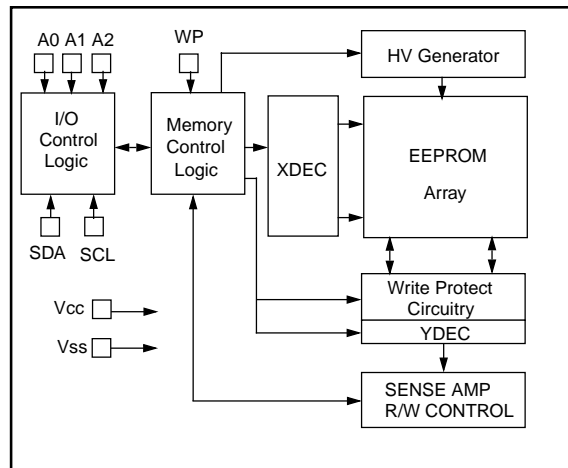 A0 A1 A2
WP
HV Generator
I/O
Control
Logic
Memory
Control
Logic
XDEC
EEPROM
Array
SDA
SCL
Write Protect
Circuitry
YDEC
Vcc
Vss
SENSE AMP
R/W CONTROL